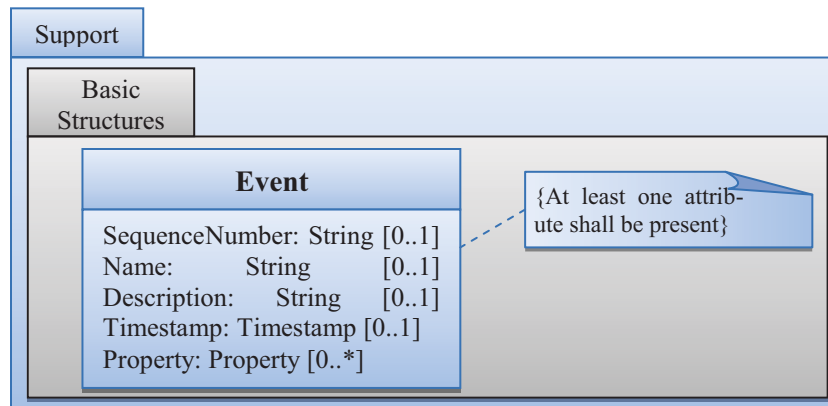 Support
Basic
Structures
Event
{At least one attrib-
ute shall be present}
SequenceNumber: String [0..1]
Name: String [0..1]
Description: String [0..1]
Timestamp: Timestamp [0..1]
Property: Property [0..*]